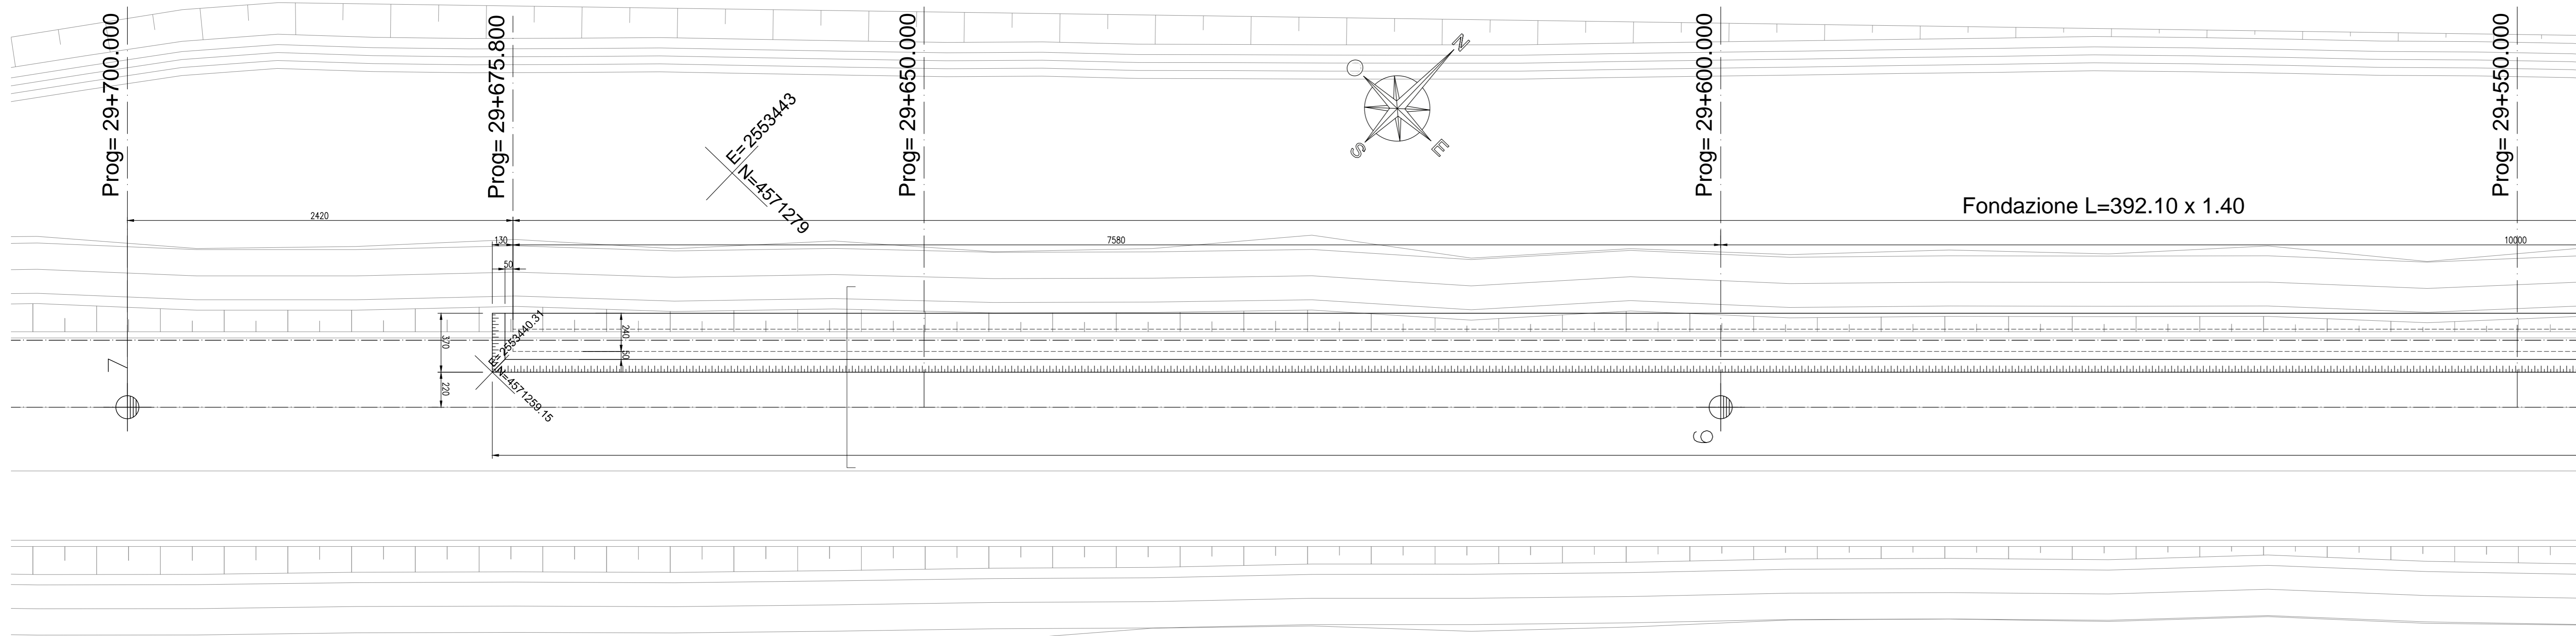 Prog= 29+700.000
Prog= 29+675.800
Prog= 29+650.000
Prog= 29+600.000
Prog= 29+550.000
E= 2553443
N=4571279
N
O
S
E
Fondazione L=392.10 x 1.40
2420
130
7580
10000
50
370
240
50
220
E= 2553440.31
N=4571259.15
7
6